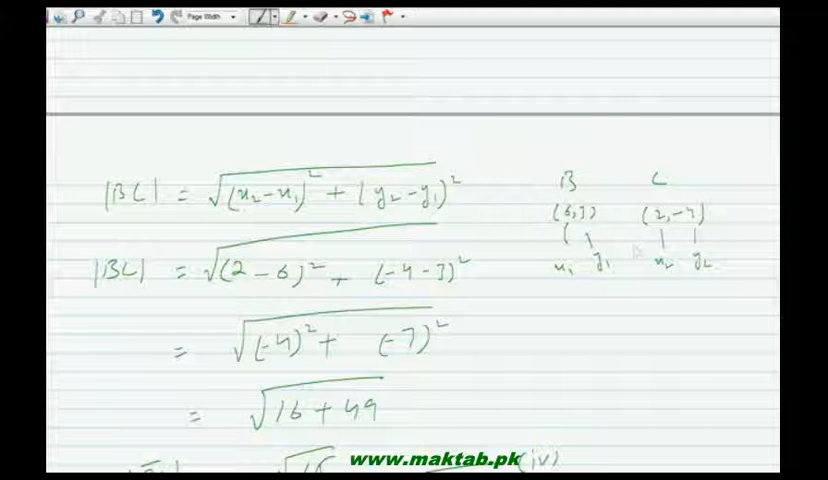 Page Width
|BC| = √(x₂-x₁)² + (y₂-y₁)²
B C
(6,3) (2,-4)
x₁ y₁ x₂ y₂
|BC| = √(2-6)² + (-4-3)²
= √(-4)² + (-7)²
= √16+49
(iv)
www.maktab.pk